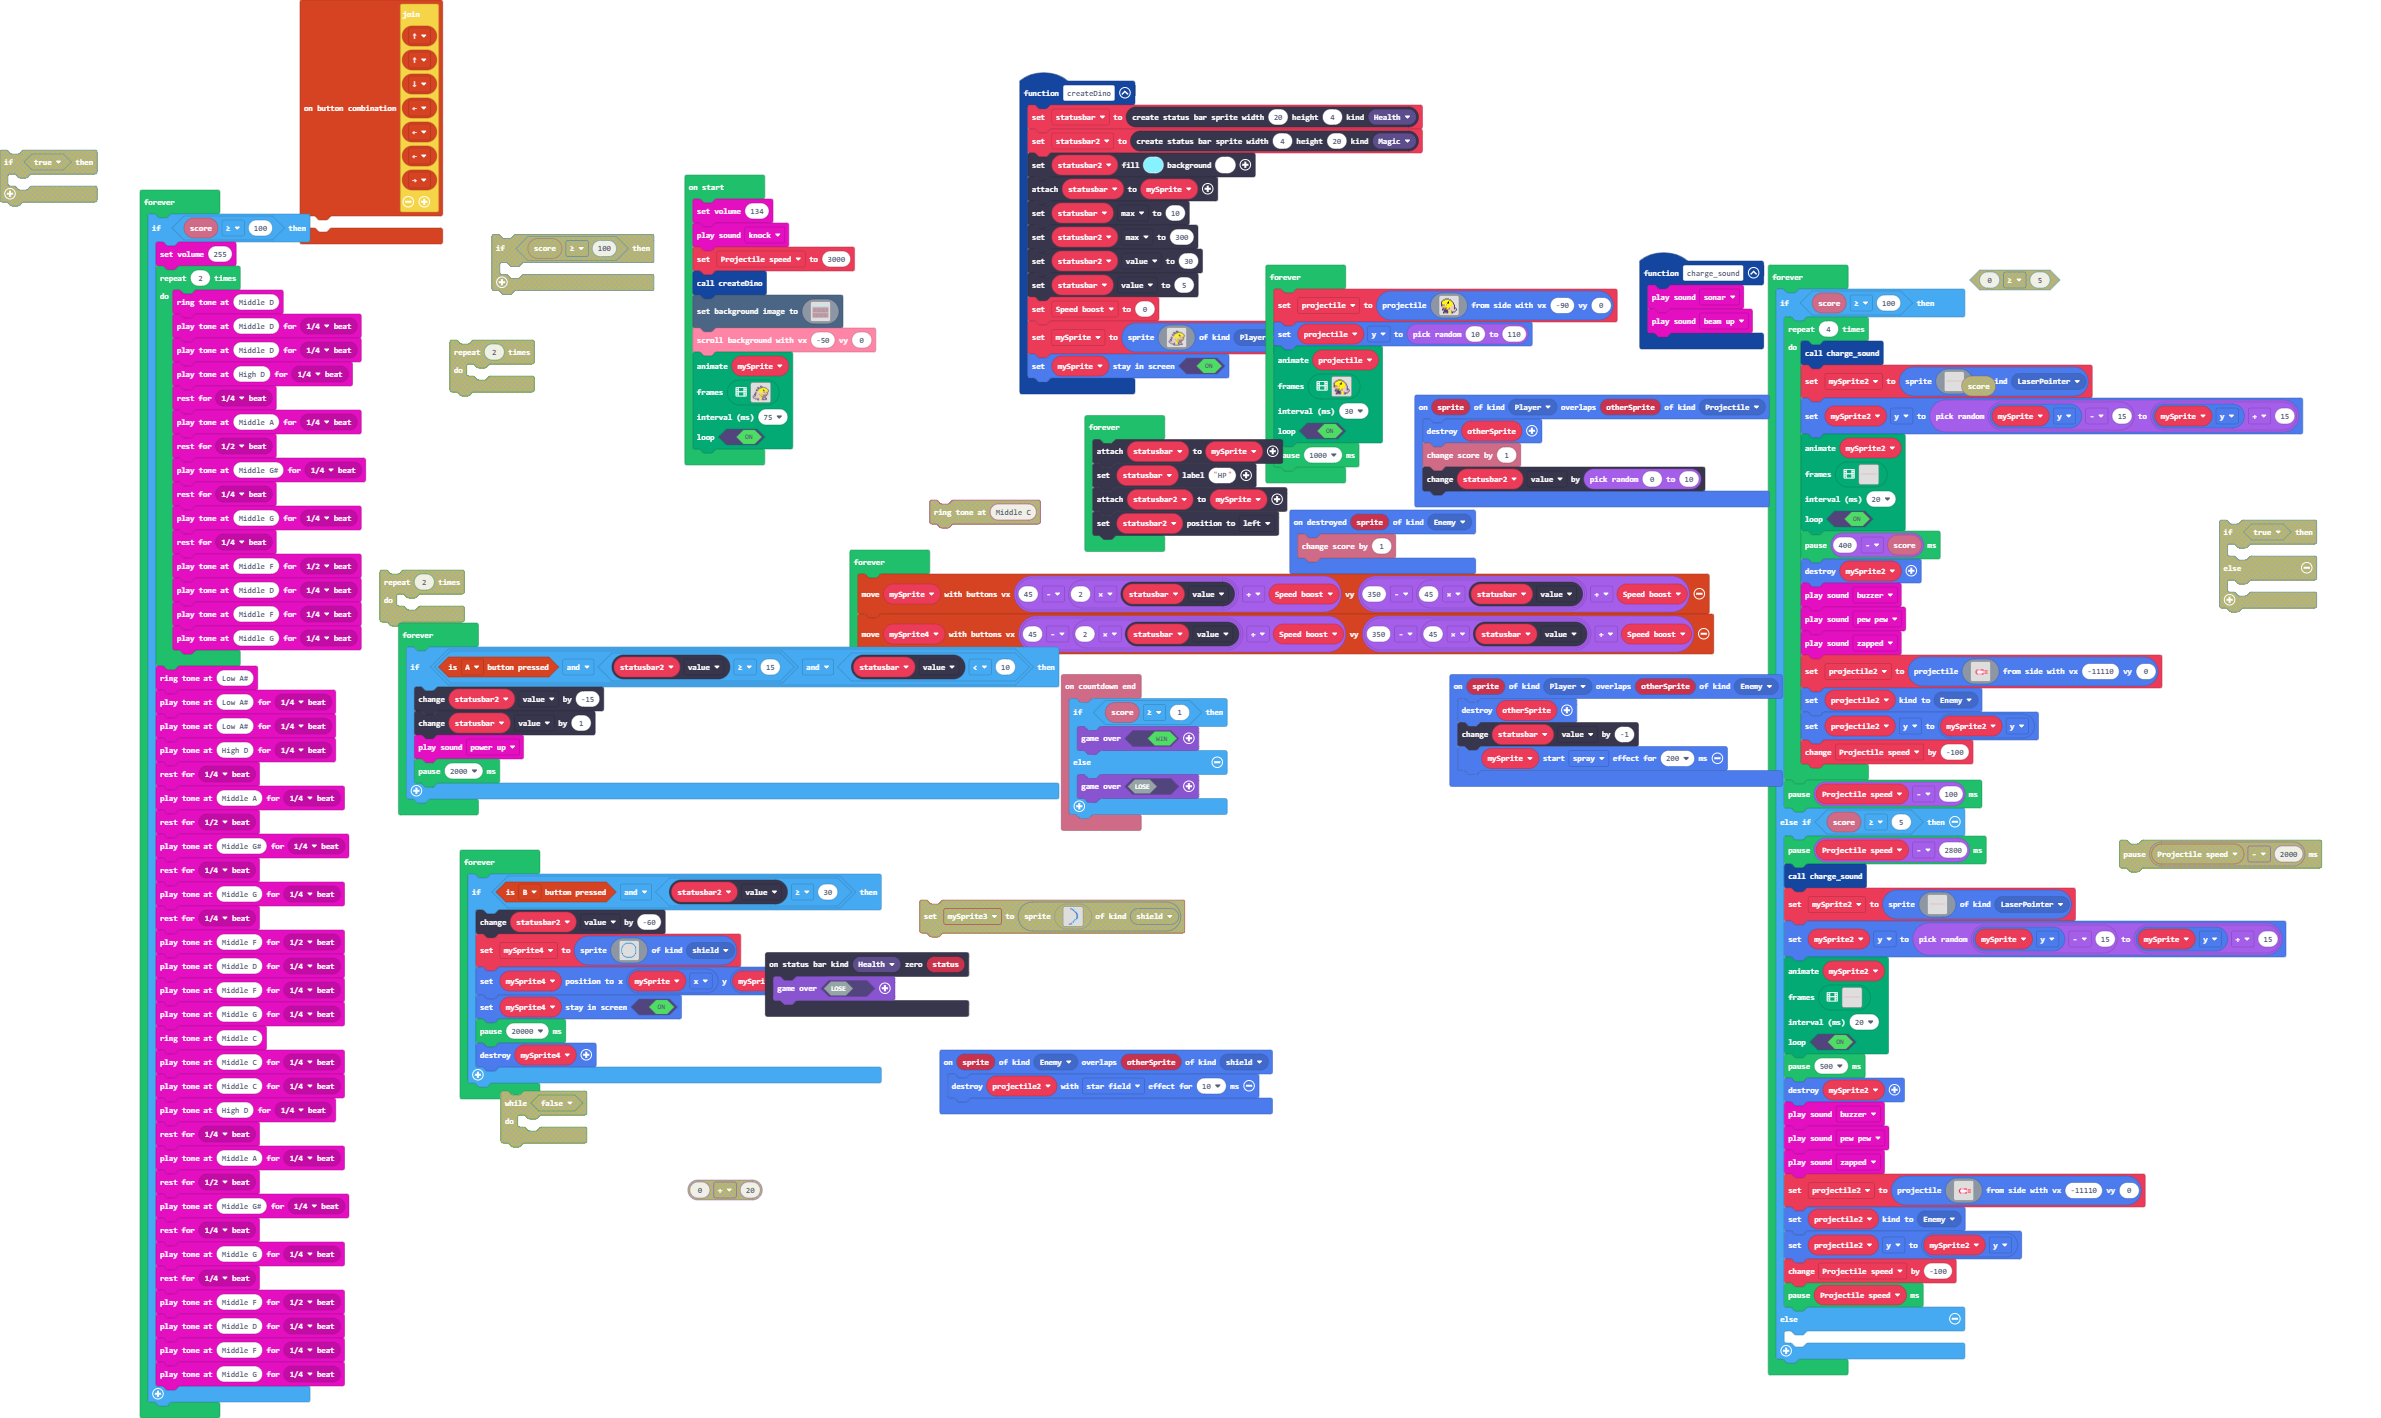 if true then
on button combination
join
↑
↑
↓
←
←
←
→
forever
if score ≥ 100 then
set volume 255
repeat 2 times
do
ring tone at Middle D
play tone at Middle D for 1/4 beat
play tone at Middle D for 1/4 beat
play tone at High D for 1/4 beat
rest for 1/4 beat
play tone at Middle A for 1/4 beat
rest for 1/2 beat
play tone at Middle G# for 1/4 beat
rest for 1/4 beat
play tone at Middle G for 1/4 beat
rest for 1/4 beat
play tone at Middle F for 1/2 beat
play tone at Middle D for 1/4 beat
play tone at Middle F for 1/4 beat
play tone at Middle G for 1/4 beat
ring tone at Low A#
play tone at Low A# for 1/4 beat
play tone at Low A# for 1/4 beat
play tone at High D for 1/4 beat
rest for 1/4 beat
play tone at Middle A for 1/4 beat
rest for 1/2 beat
play tone at Middle G# for 1/4 beat
rest for 1/4 beat
play tone at Middle G for 1/4 beat
rest for 1/4 beat
play tone at Middle F for 1/2 beat
play tone at Middle D for 1/4 beat
play tone at Middle F for 1/4 beat
play tone at Middle G for 1/4 beat
ring tone at Middle C
play tone at Middle C for 1/4 beat
play tone at Middle C for 1/4 beat
play tone at High D for 1/4 beat
rest for 1/4 beat
play tone at Middle A for 1/4 beat
rest for 1/2 beat
play tone at Middle G# for 1/4 beat
rest for 1/4 beat
play tone at Middle G for 1/4 beat
rest for 1/4 beat
play tone at Middle F for 1/2 beat
play tone at Middle D for 1/4 beat
play tone at Middle F for 1/4 beat
play tone at Middle G for 1/4 beat
if score ≥ 100 then
repeat 2 times
do
repeat 2 times
do
on start
set volume 134
play sound knock
set Projectile speed to 3000
call createDino
set background image to
scroll background with vx -50 vy 0
animate mySprite
frames
interval (ms) 75
loop ON
function createDino
set statusbar to create status bar sprite width 20 height 4 kind Health
set statusbar2 to create status bar sprite width 4 height 20 kind Magic
set statusbar2 fill background
attach statusbar to mySprite
set statusbar max to 10
set statusbar2 max to 300
set statusbar2 value to 30
set statusbar value to 5
set Speed boost to 0
set mySprite to sprite of kind Player
set mySprite stay in screen ON
forever
set projectile to projectile from side with vx -90 vy 0
set projectile y to pick random 10 to 110
animate projectile
frames
interval (ms) 30
loop ON
pause 1000 ms
forever
attach statusbar to mySprite
set statusbar label "HP"
attach statusbar2 to mySprite
set statusbar2 position to left
ring tone at Middle C
on sprite of kind Player overlaps otherSprite of kind Projectile
destroy otherSprite
change score by 1
change statusbar2 value by pick random 0 to 10
on destroyed sprite of kind Enemy
change score by 1
forever
move mySprite with buttons vx 45 - 2 × statusbar value + Speed boost vy 350 - 45 × statusbar value + Speed boost
move mySprite4 with buttons vx 45 - 2 × statusbar value + Speed boost vy 350 - 45 × statusbar value + Speed boost
forever
if is A button pressed and statusbar2 value ≥ 15 and statusbar value < 10 then
change statusbar2 value by -15
change statusbar value by 1
play sound power up
pause 2000 ms
on countdown end
if score ≥ 1 then
game over WIN
else
game over LOSE
on sprite of kind Player overlaps otherSprite of kind Enemy
destroy otherSprite
change statusbar value by -1
mySprite start spray effect for 200 ms
forever
if is B button pressed and statusbar2 value ≥ 30 then
change statusbar2 value by -60
set mySprite4 to sprite of kind shield
set mySprite4 position to x mySprite x y mySpri
set mySprite4 stay in screen ON
pause 20000 ms
destroy mySprite4
while false
do
set mySprite3 to sprite of kind shield
on status bar kind Health zero status
game over LOSE
on sprite of kind Enemy overlaps otherSprite of kind shield
destroy projectile2 with star field effect for 10 ms
0 + 20
function charge_sound
play sound sonar
play sound beam up
forever
if score ≥ 100 then
repeat 4 times
do
call charge_sound
set mySprite2 to sprite kind LaserPointer
score
set mySprite2 y to pick random mySprite y - 15 to mySprite y + 15
animate mySprite2
frames
interval (ms) 20
loop ON
pause 400 - score ms
destroy mySprite2
play sound buzzer
play sound pew pew
play sound zapped
set projectile2 to projectile from side with vx -11110 vy 0
set projectile2 kind to Enemy
set projectile2 y to mySprite2 y
change Projectile speed by -100
pause Projectile speed - 100 ms
else if score ≥ 5 then
pause Projectile speed - 2800 ms
call charge_sound
set mySprite2 to sprite of kind LaserPointer
set mySprite2 y to pick random mySprite y - 15 to mySprite y + 15
animate mySprite2
frames
interval (ms) 20
loop ON
pause 500 ms
destroy mySprite2
play sound buzzer
play sound pew pew
play sound zapped
set projectile2 to projectile from side with vx -11110 vy 0
set projectile2 kind to Enemy
set projectile2 y to mySprite2 y
change Projectile speed by -100
pause Projectile speed ms
else
0 ≥ 5
if true then
else
pause Projectile speed - 2000 ms